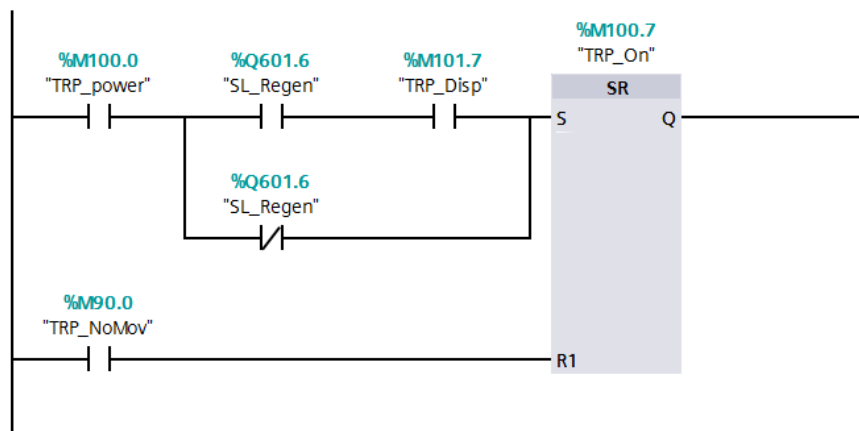 %M100.7
"TRP_On"
%M100.0 %Q601.6 %M101.7
"TRP_power" "SL_Regen" "TRP_Disp"
SR
S Q
%Q601.6
"SL_Regen"
%M90.0
"TRP_NoMov"
R1